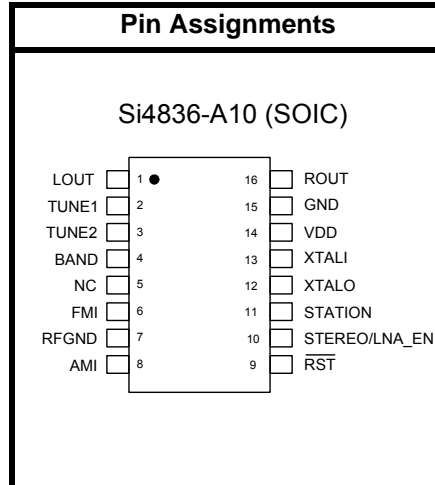 Pin Assignments
Si4836-A10 (SOIC)
LOUT 1 16 ROUT
TUNE1 2 15 GND
TUNE2 3 14 VDD
BAND 4 13 XTALI
NC 5 12 XTALO
FMI 6 11 STATION
RFGND 7 10 STEREO/LNA_EN
AMI 8 9 RST